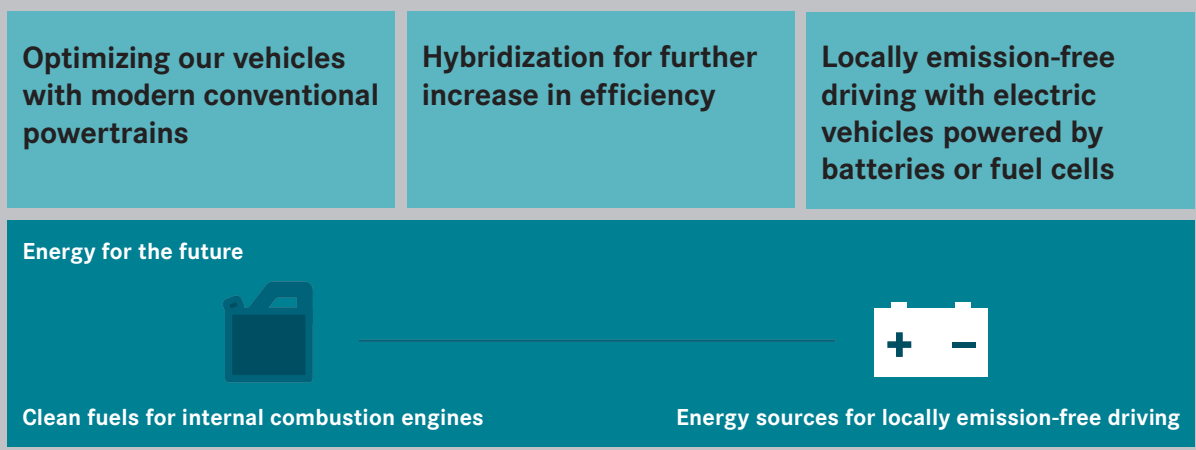 Optimizing our vehicles
with modern conventional
powertrains
Hybridization for further
increase in efficiency
Locally emission-free
driving with electric
vehicles powered by
batteries or fuel cells
Energy for the future
+ –
Clean fuels for internal combustion engines
Energy sources for locally emission-free driving